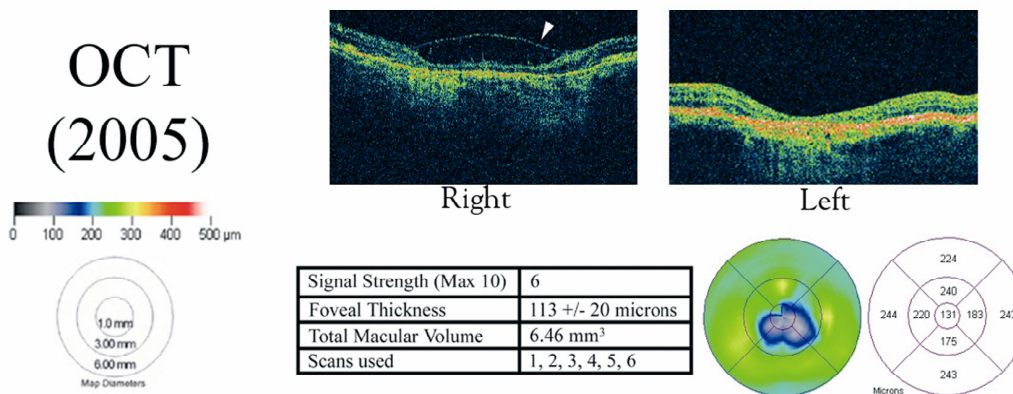 OCT
(2005)
Right
Left
0 100 200 300 400 500 µm
1.0 mm
3.00 mm
6.00 mm
Map Diameters
Signal Strength (Max 10) 6
Foveal Thickness 113 +/- 20 microns
Total Macular Volume 6.46 mm³
Scans used 1, 2, 3, 4, 5, 6
224
240
244 220 131 183
175
243
Microns